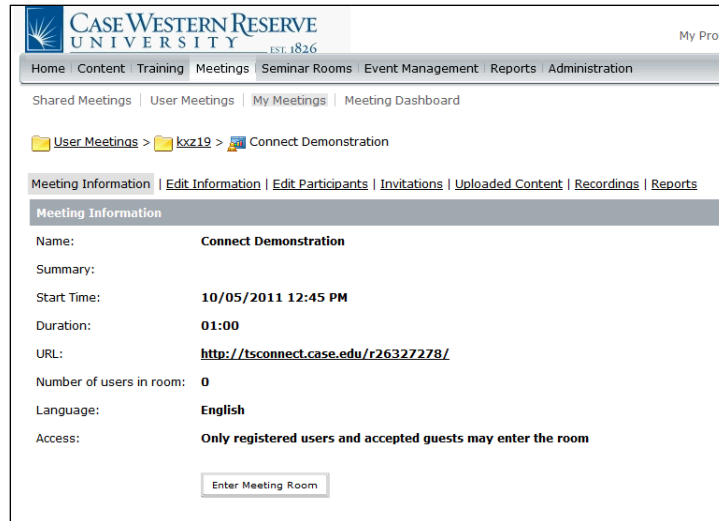 CASE WESTERN RESERVE
UNIVERSITY EST. 1826
My Pro
Home Content Training Meetings Seminar Rooms Event Management Reports Administration
Shared Meetings | User Meetings | My Meetings | Meeting Dashboard
User Meetings > kxz19 > Connect Demonstration
Meeting Information | Edit Information | Edit Participants | Invitations | Uploaded Content | Recordings | Reports
Meeting Information
Name: Connect Demonstration
Summary:
Start Time: 10/05/2011 12:45 PM
Duration: 01:00
URL: http://tsconnect.case.edu/r26327278/
Number of users in room: 0
Language: English
Access: Only registered users and accepted guests may enter the room
Enter Meeting Room